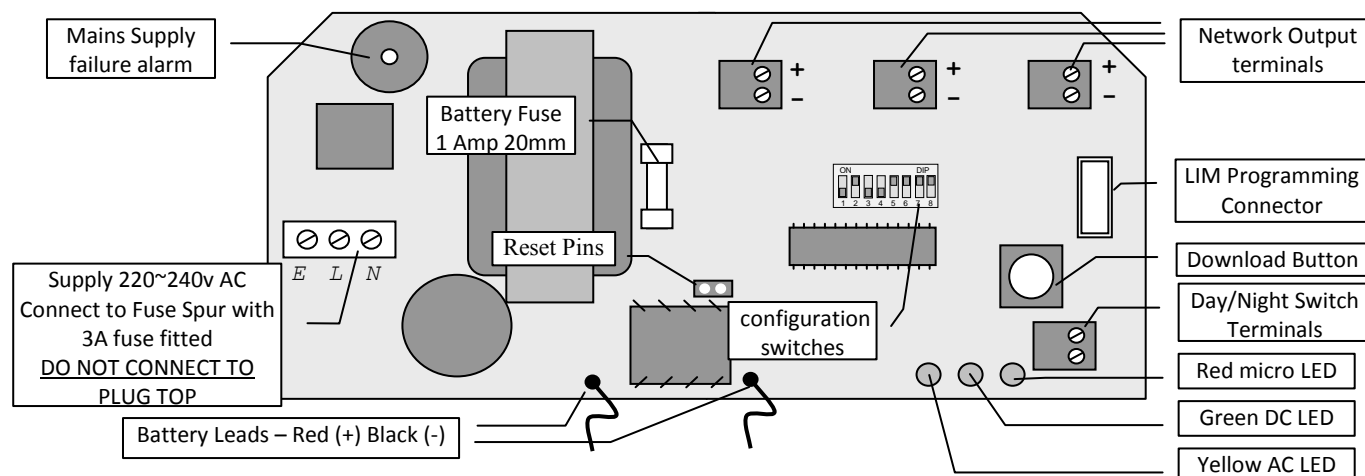 Mains Supply
failure alarm
Battery Fuse
1 Amp 20mm
+
−
+
−
+
−
Network Output
terminals
ON DIP
1 2 3 4 5 6 7 8
LIM Programming
Connector
E L N
Reset Pins
Supply 220~240v AC
Connect to Fuse Spur with
3A fuse fitted
DO NOT CONNECT TO
PLUG TOP
configuration
switches
Download Button
Day/Night Switch
Terminals
Red micro LED
Green DC LED
Yellow AC LED
Battery Leads – Red (+) Black (-)